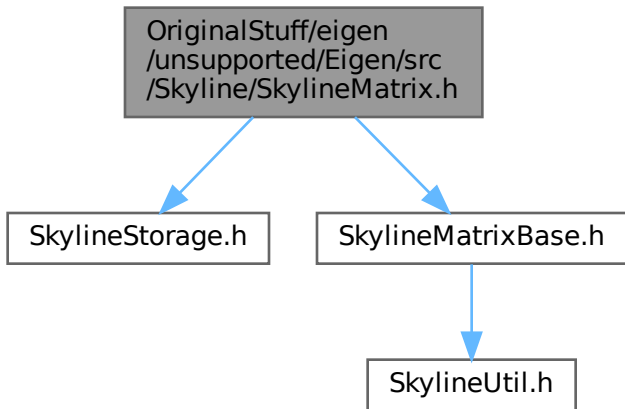 OriginalStuff/eigen
/unsupported/Eigen/src
/Skyline/SkylineMatrix.h
SkylineStorage.h
SkylineMatrixBase.h
SkylineUtil.h